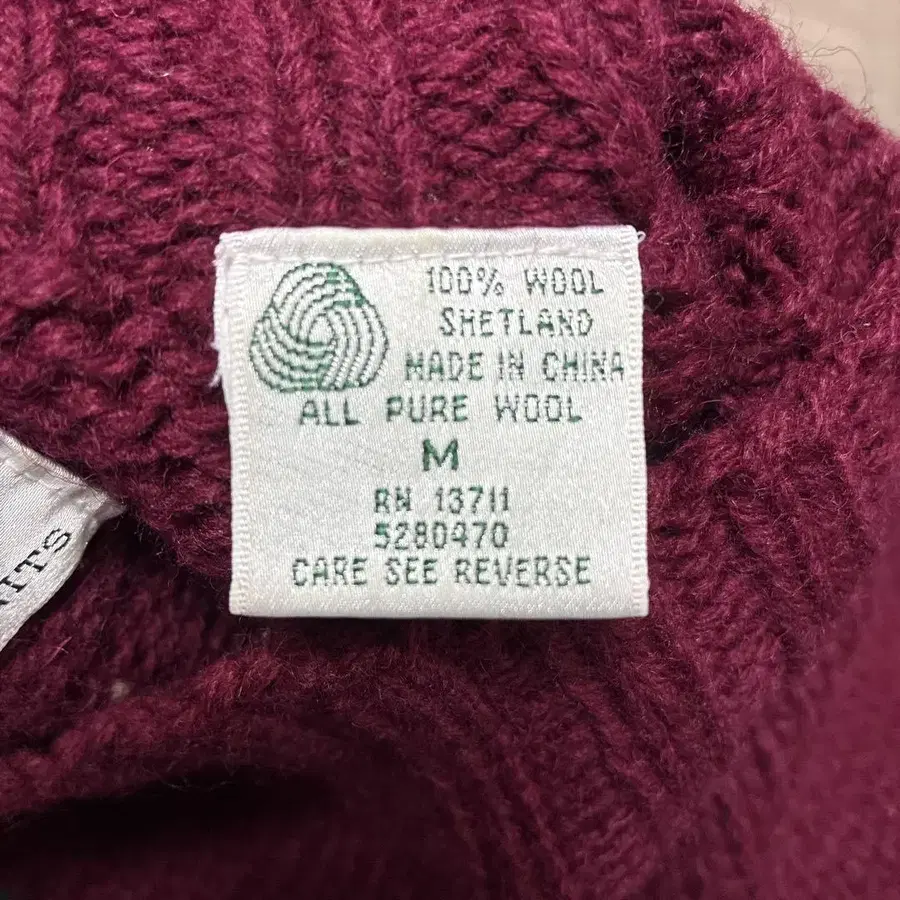 100% WOOL
SHETLAND
MADE IN CHINA
ALL PURE WOOL
M
RN 13711
5280470
CARE SEE REVERSE